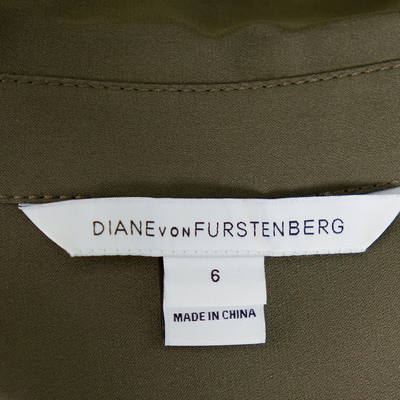 DIANE VON FURSTENBERG
6
MADE IN CHINA